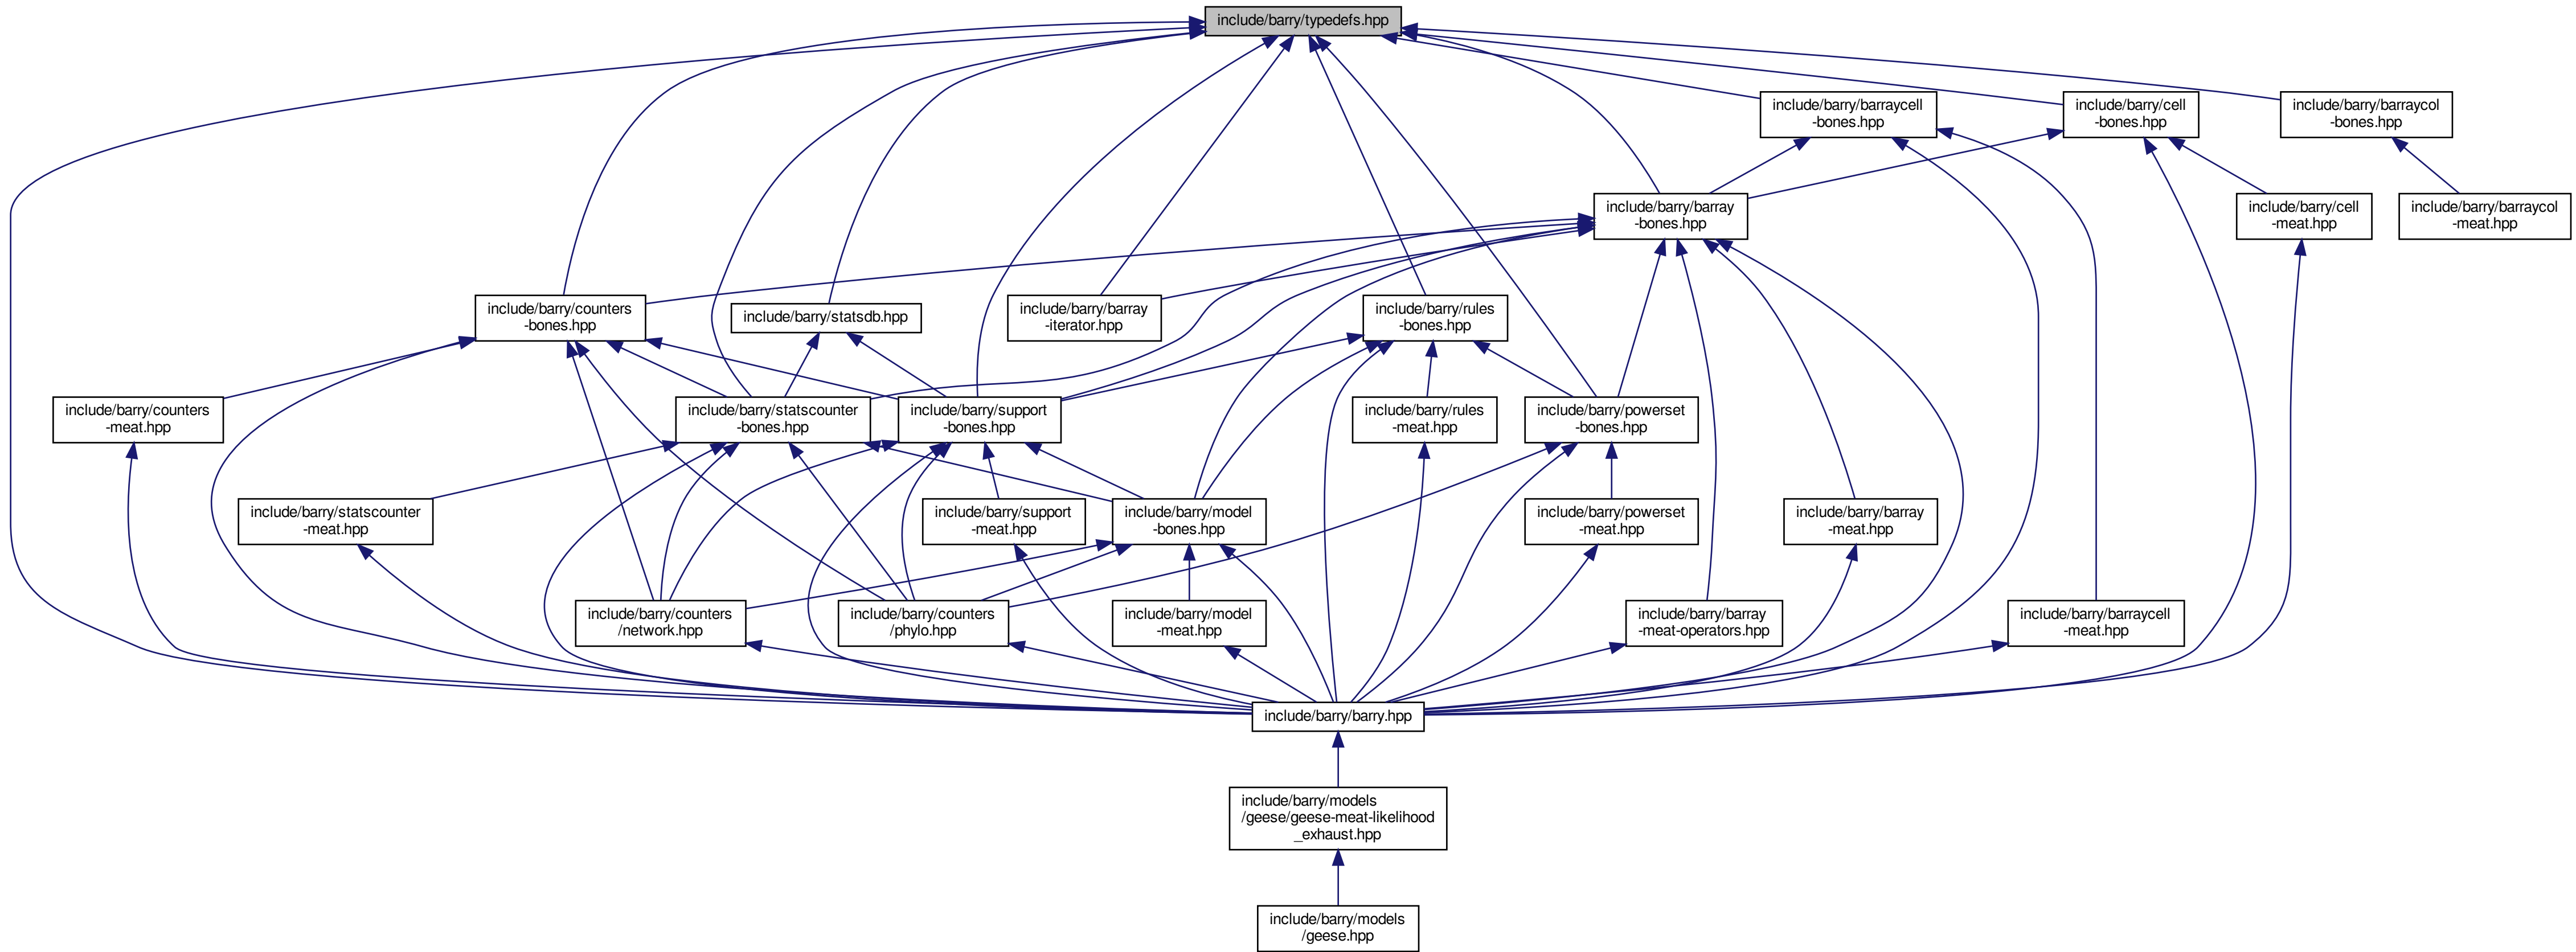 include/barry/typedefs.hpp
include/barry/barraycell
-bones.hpp
include/barry/cell
-bones.hpp
include/barry/barraycol
-bones.hpp
include/barry/barray
-bones.hpp
include/barry/cell
-meat.hpp
include/barry/barraycol
-meat.hpp
include/barry/counters
-bones.hpp
include/barry/statsdb.hpp
include/barry/barray
-iterator.hpp
include/barry/rules
-bones.hpp
include/barry/counters
-meat.hpp
include/barry/statscounter
-bones.hpp
include/barry/support
-bones.hpp
include/barry/rules
-meat.hpp
include/barry/powerset
-bones.hpp
include/barry/statscounter
-meat.hpp
include/barry/support
-meat.hpp
include/barry/model
-bones.hpp
include/barry/powerset
-meat.hpp
include/barry/barray
-meat.hpp
include/barry/counters
/network.hpp
include/barry/counters
/phylo.hpp
include/barry/model
-meat.hpp
include/barry/barray
-meat-operators.hpp
include/barry/barraycell
-meat.hpp
include/barry/barry.hpp
include/barry/models
/geese/geese-meat-likelihood
_exhaust.hpp
include/barry/models
/geese.hpp